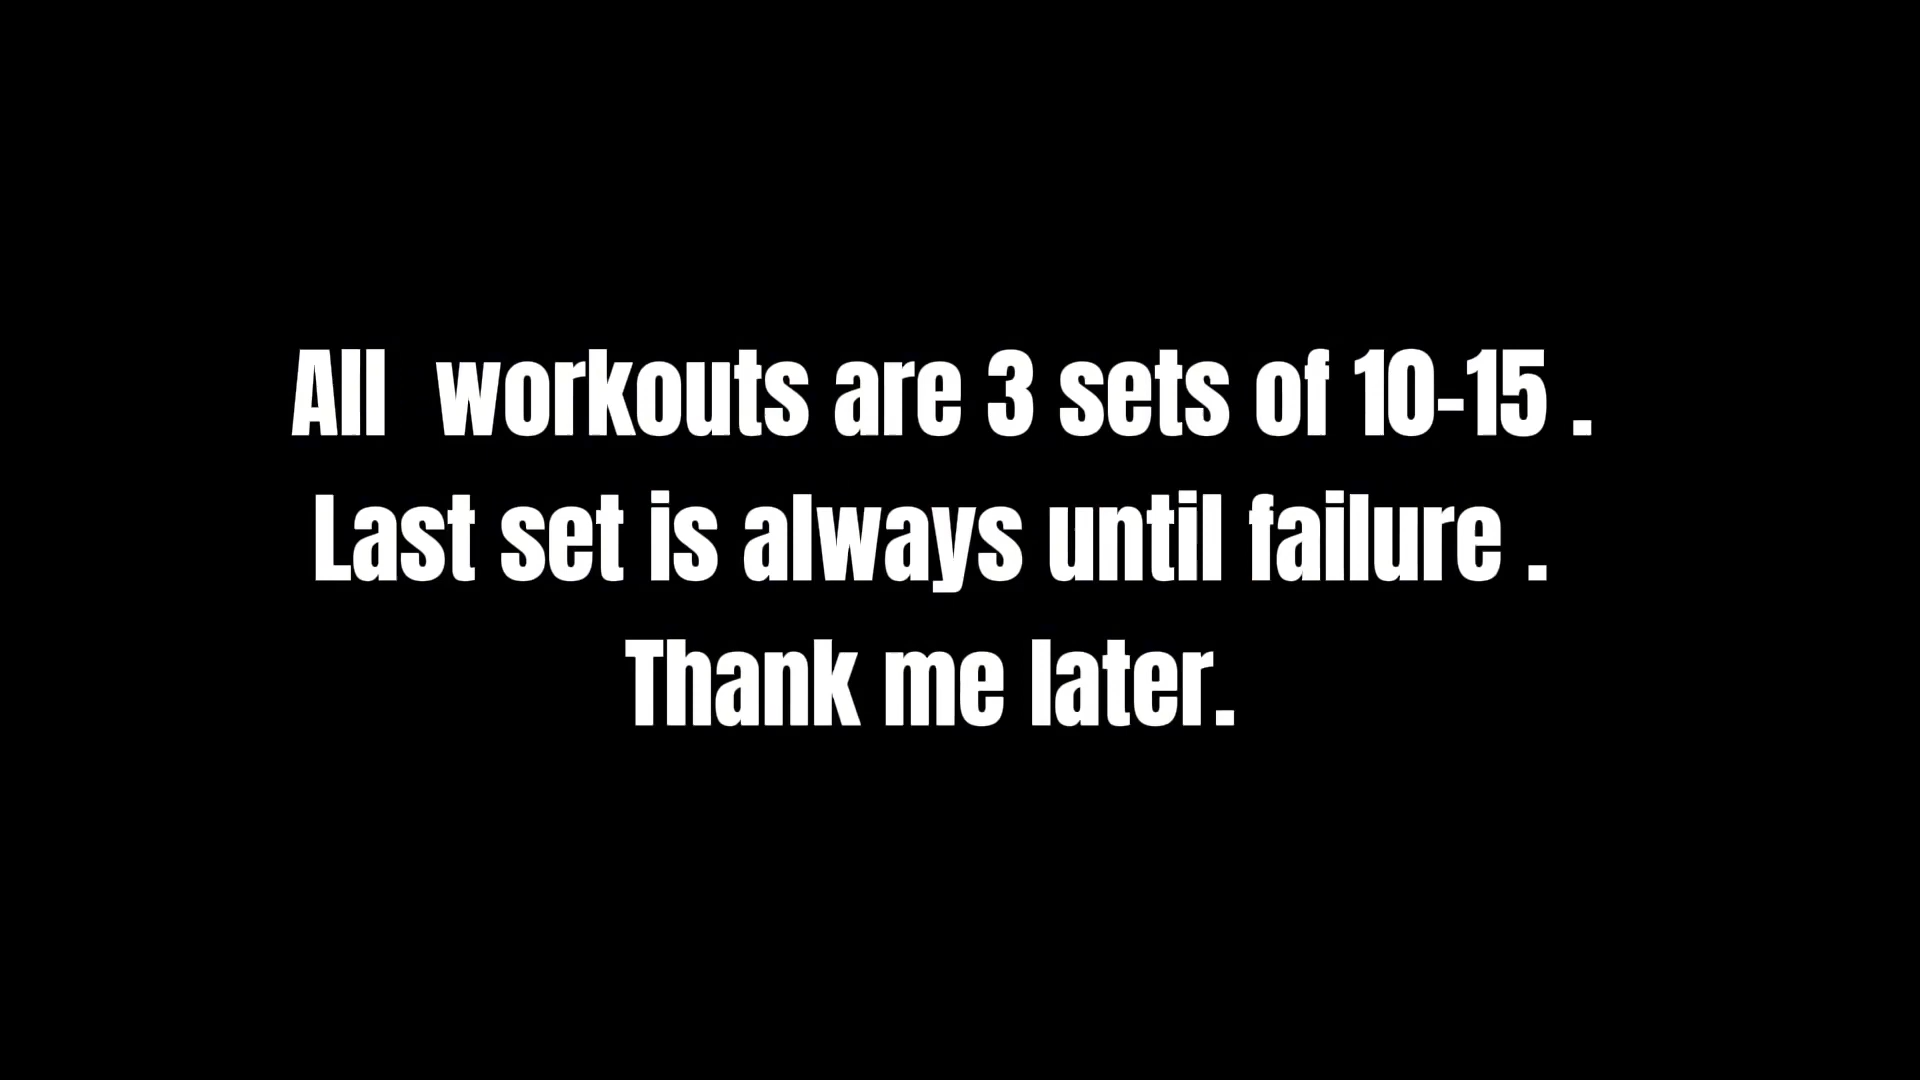 All  workouts are 3 sets of 10-15 .
Last set is always until failure .
Thank me later.